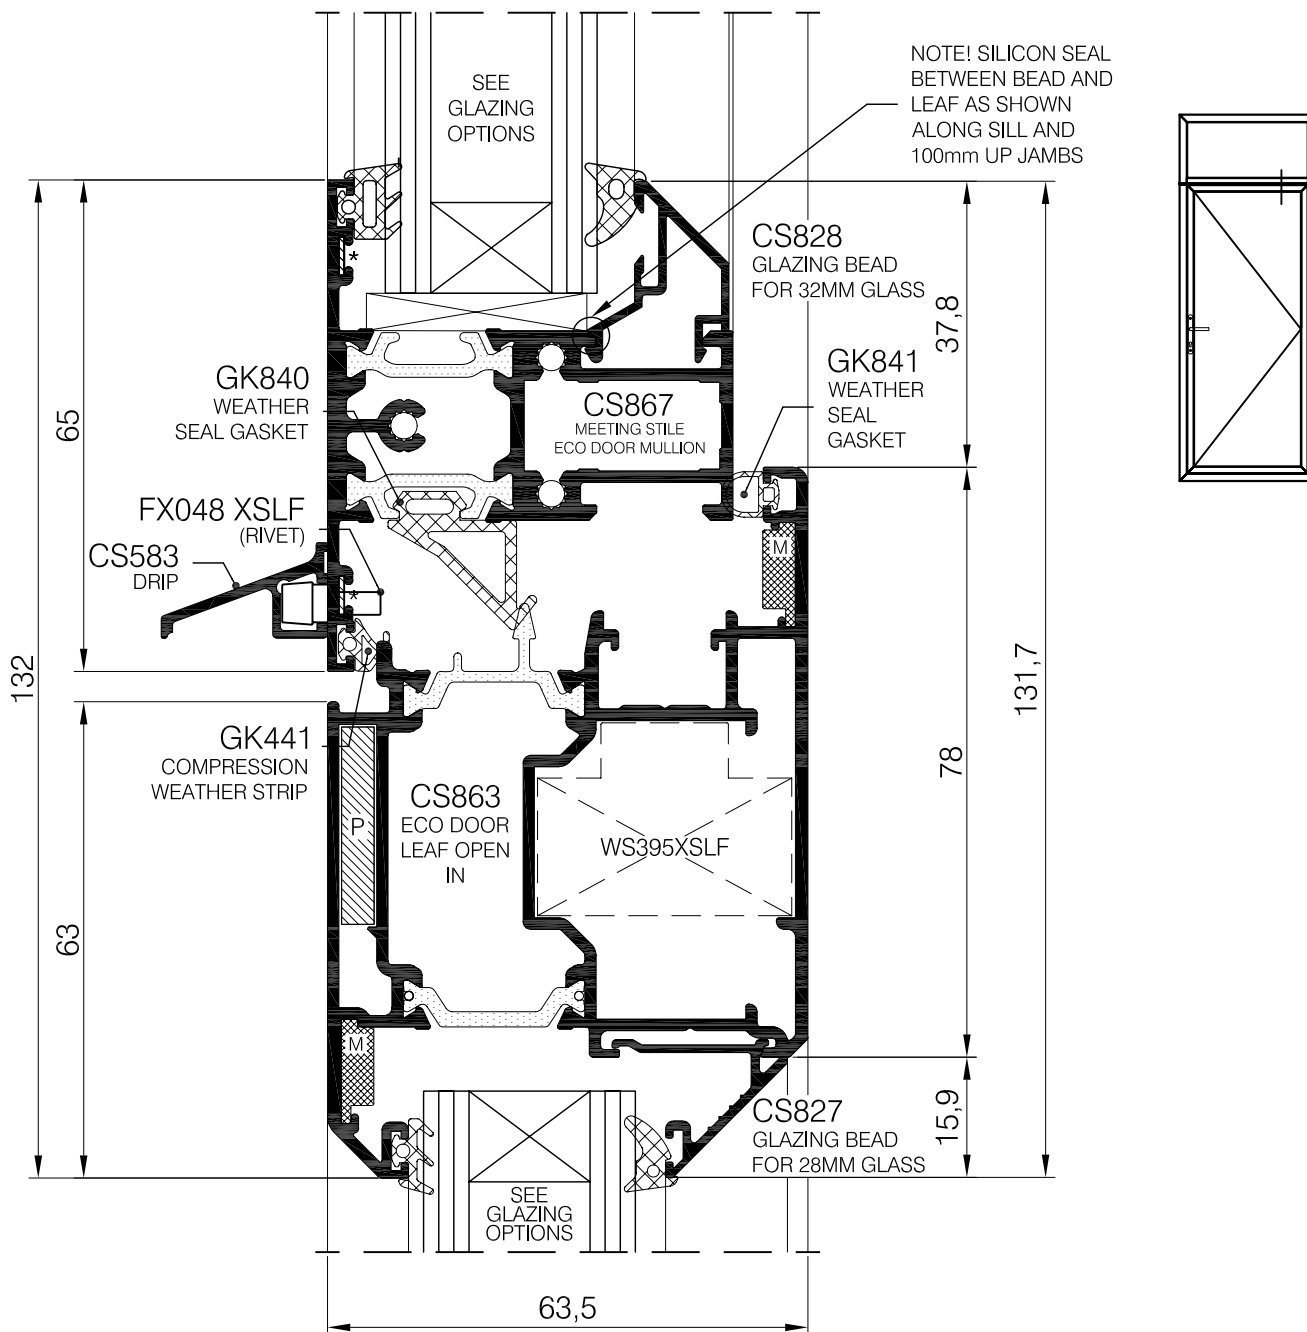 SEE
GLAZING
OPTIONS
NOTE! SILICON SEAL
BETWEEN BEAD AND
LEAF AS SHOWN
ALONG SILL AND
100mm UP JAMBS
CS828
GLAZING BEAD
FOR 32MM GLASS
37,8
*
GK840
WEATHER
SEAL GASKET
CS867
MEETING STILE
ECO DOOR MULLION
GK841
WEATHER
SEAL
GASKET
65
FX048 XSLF
(RIVET)
CS583
DRIP
M
*
132
131,7
GK441
COMPRESSION
WEATHER STRIP
78
CS863
ECO DOOR
LEAF OPEN
IN
P
WS395XSLF
63
M
CS827
GLAZING BEAD
FOR 28MM GLASS
15,9
SEE
GLAZING
OPTIONS
63,5